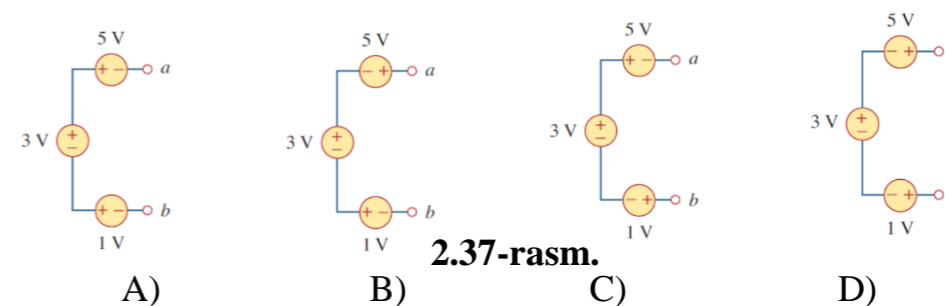 5 V
+ − a
3 V + −
+ − b
1 V
5 V
− + a
3 V + −
+ − b
1 V
5 V
+ − a
3 V + −
− + b
1 V
5 V
− +
3 V + −
− +
1 V
2.37-rasm.
A) B) C) D)